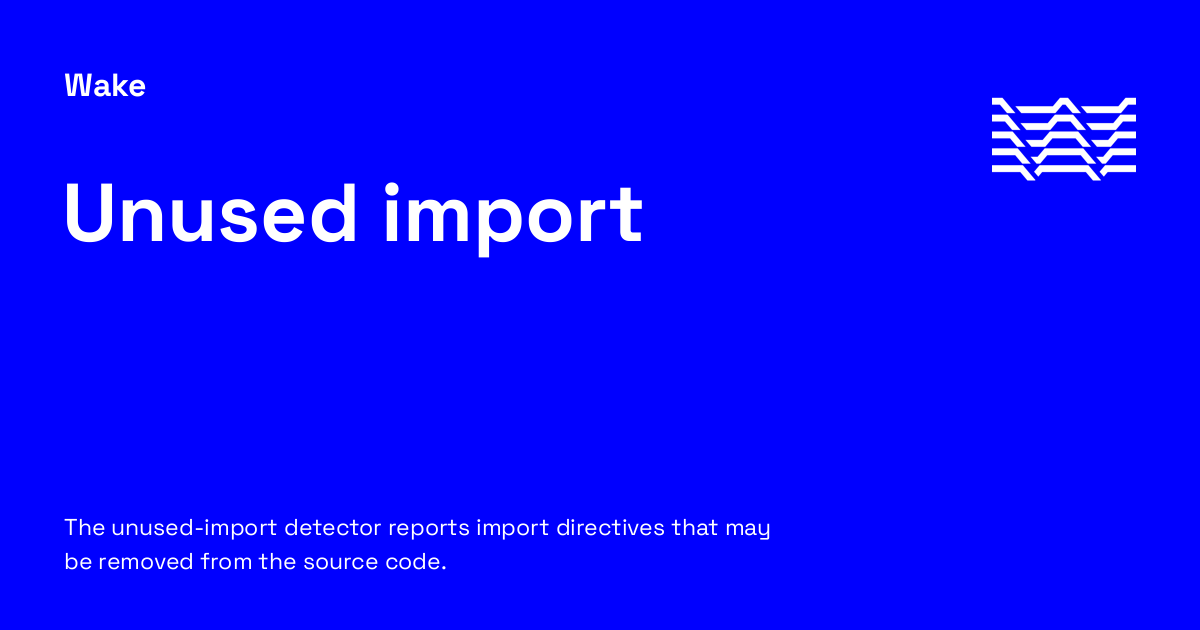 Wake
Unused import
The unused-import detector reports import directives that may
be removed from the source code.